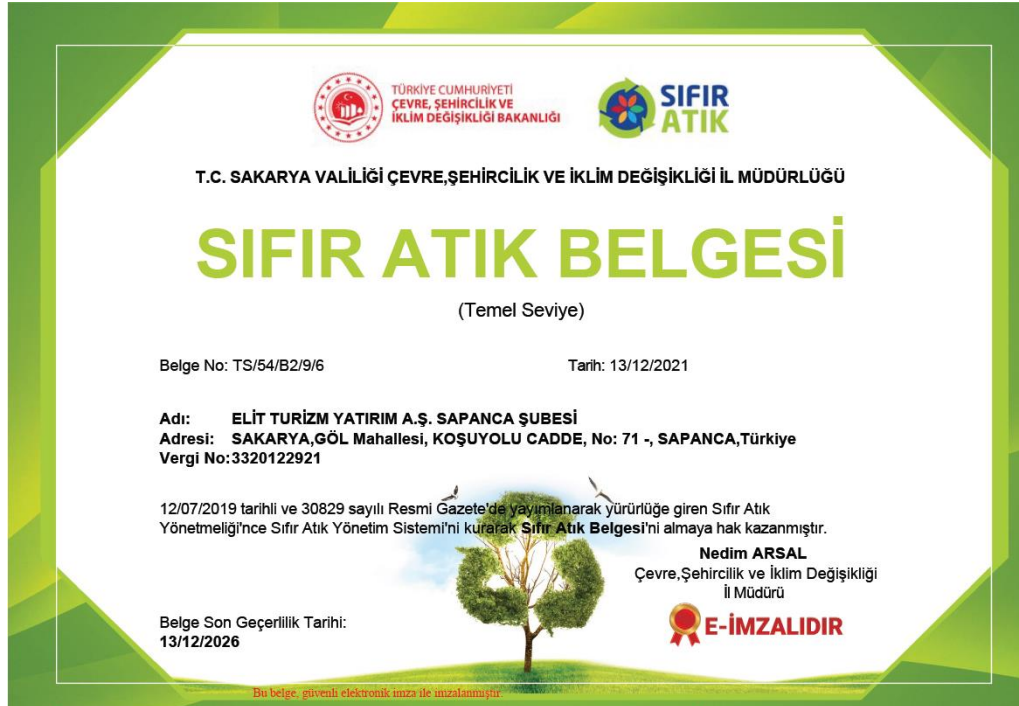 TÜRKİYE CUMHURİYETİ
ÇEVRE, ŞEHİRCİLİK VE
İKLİM DEĞİŞİKLİĞİ BAKANLIĞI
SIFIR
ATIK
T.C. SAKARYA VALİLİĞİ ÇEVRE,ŞEHİRCİLİK VE İKLİM DEĞİŞİKLİĞİ İL MÜDÜRLÜĞÜ
SIFIR ATIK BELGESİ
(Temel Seviye)
Belge No: TS/54/B2/9/6 Tarih: 13/12/2021
Adı: ELİT TURİZM YATIRIM A.Ş. SAPANCA ŞUBESİ
Adresi: SAKARYA,GÖL Mahallesi, KOŞUYOLU CADDE, No: 71 -, SAPANCA,Türkiye
Vergi No:3320122921
12/07/2019 tarihli ve 30829 sayılı Resmi Gazete'de yayımlanarak yürürlüğe giren Sıfır Atık
Yönetmeliği'nce Sıfır Atık Yönetim Sistemi'ni kurarak Sıfır Atık Belgesi'ni almaya hak kazanmıştır.
Nedim ARSAL
Çevre,Şehircilik ve İklim Değişikliği
İl Müdürü
E-İMZALIDIR
Belge Son Geçerlilik Tarihi:
13/12/2026
Bu belge, güvenli elektronik imza ile imzalanmıştır.